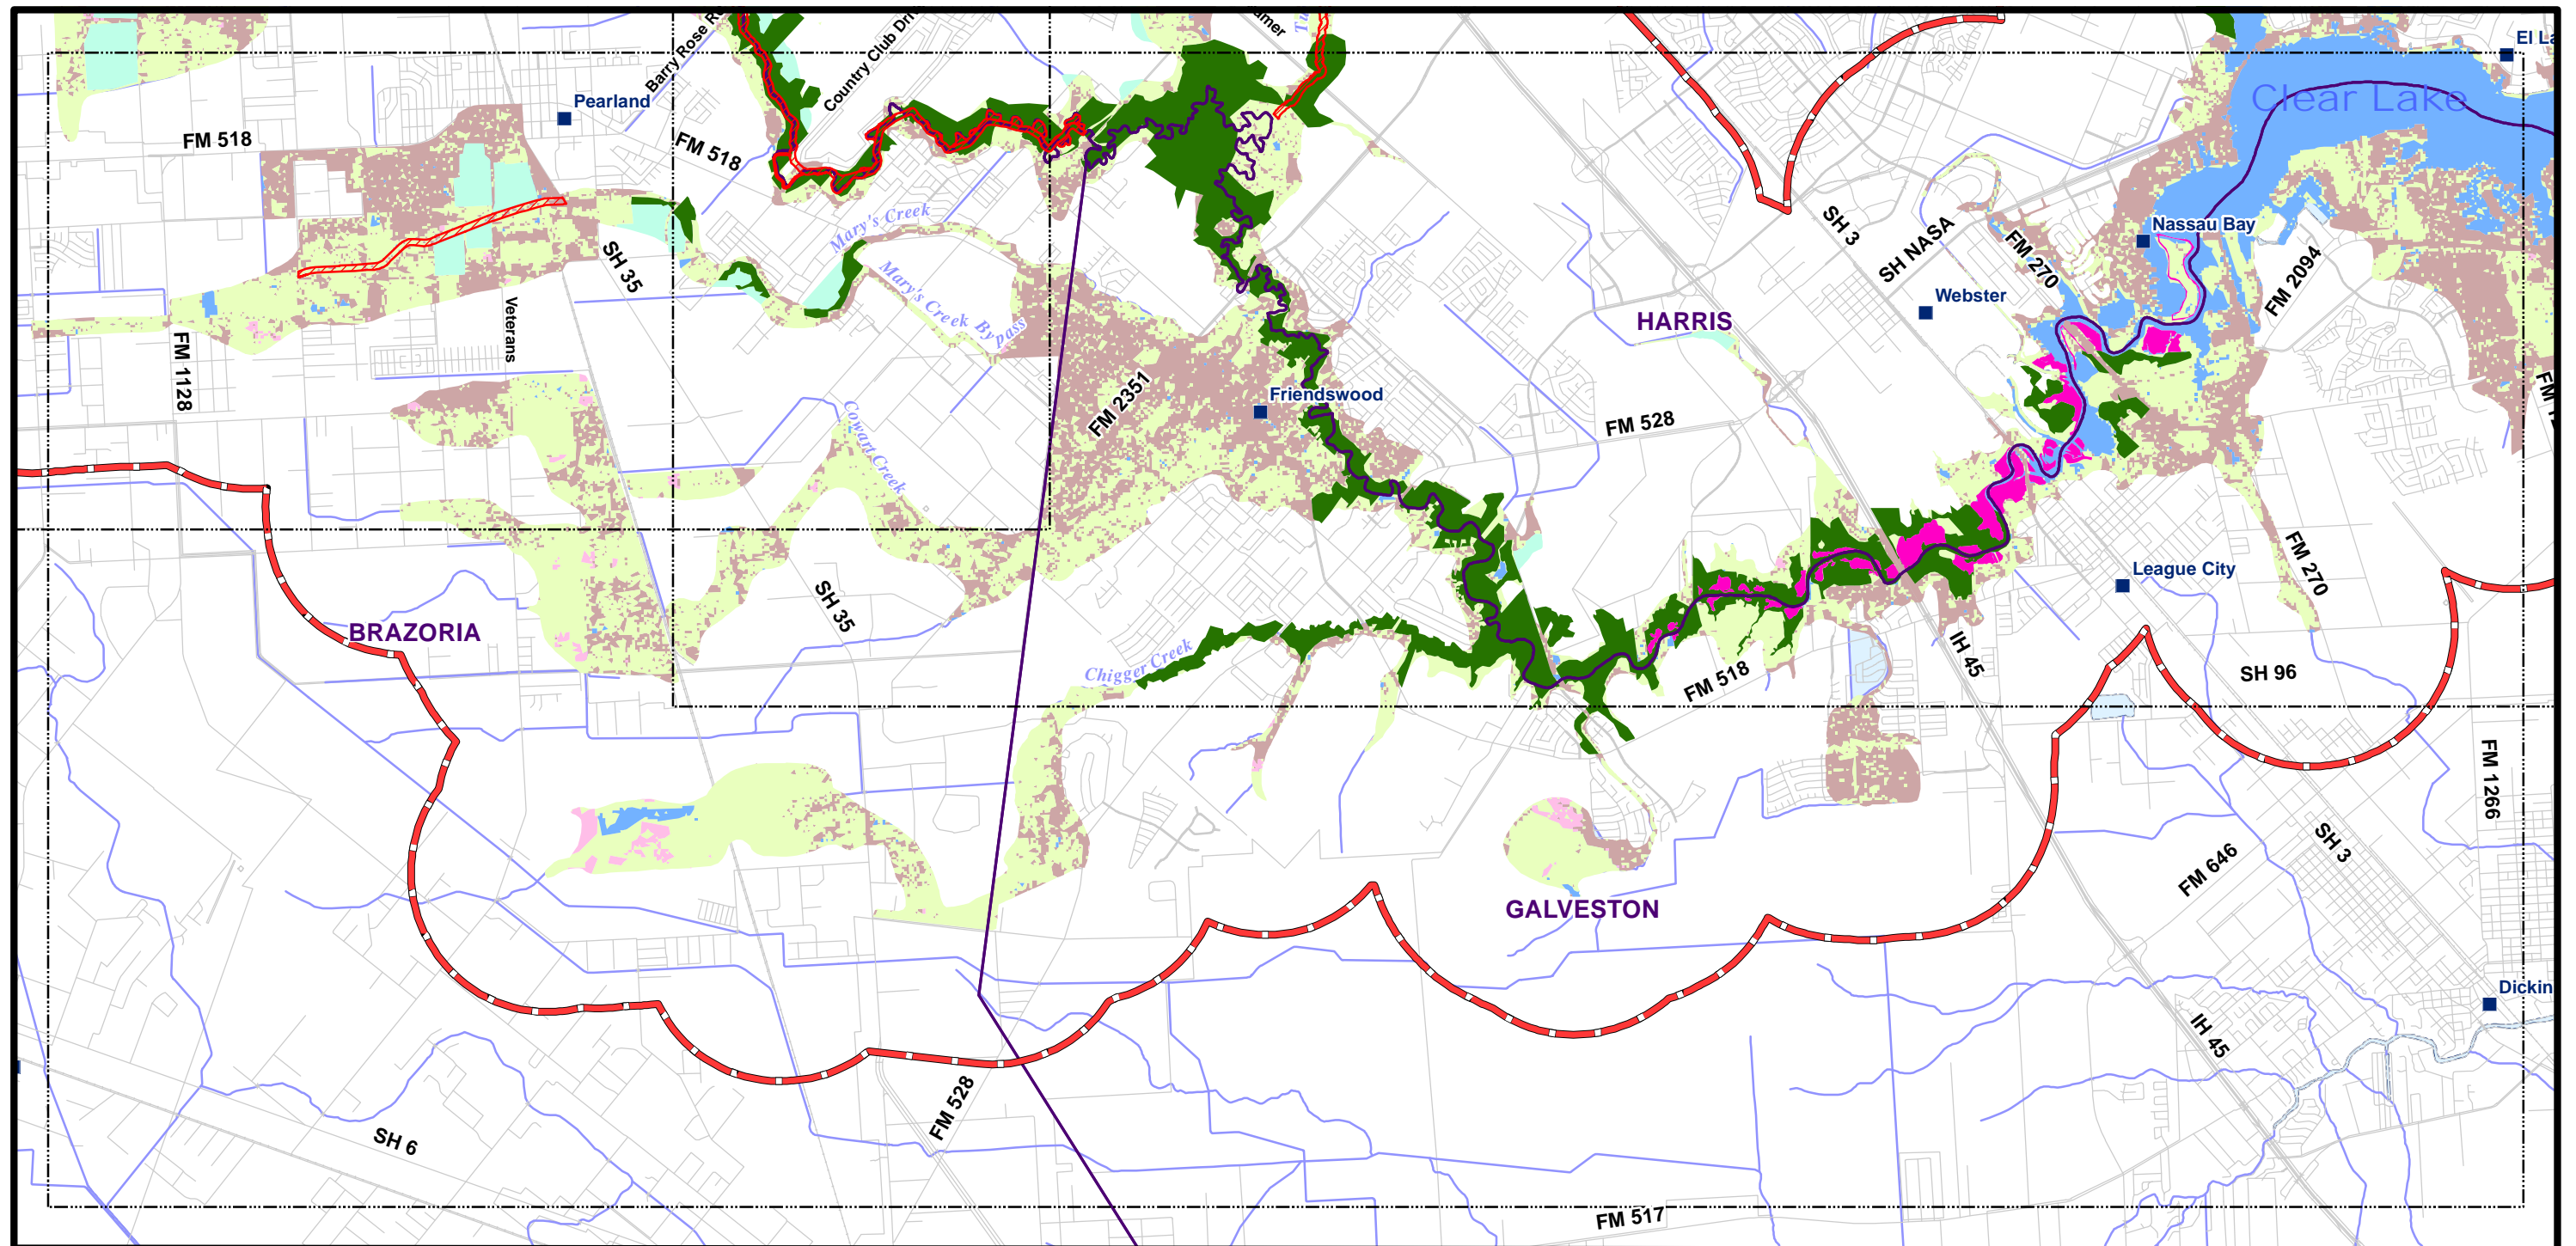 Barry Rose
Country Club
El
Clear Lake
Pearland
FM 518
FM 518
Mary's Creek
Mary's Creek Bypass
SH 35
Veterans
FM 1128
FM 2351
Friendswood
Cowart Creek
HARRIS
SH 3
SH NASA
FM 270
Nassau Bay
FM 2094
Webster
FM 528
FM 270
League City
BRAZORIA
SH 35
Chigger Creek
FM 518
IH 45
SH 96
FM 1266
SH 3
FM 646
GALVESTON
Dickin
IH 45
FM 528
SH 6
FM 517